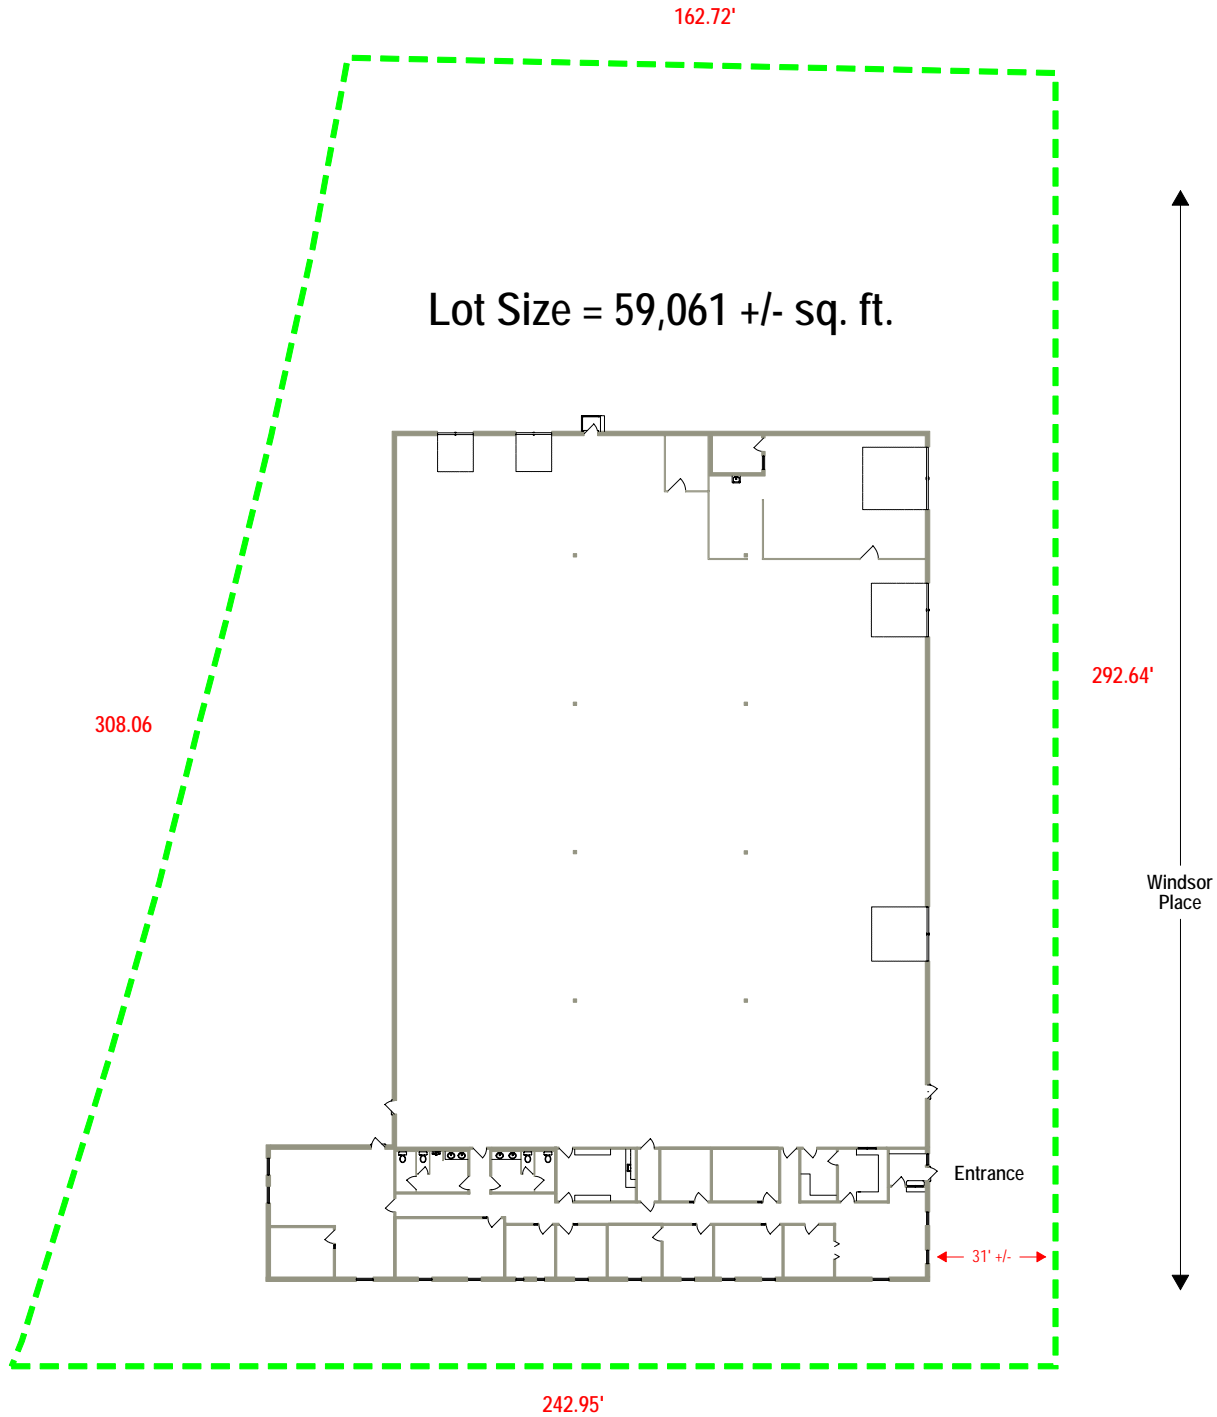 162.72'
Lot Size = 59,061 +/- sq. ft.
292.64'
308.06
Windsor
Place
Entrance
31' +/-
242.95'